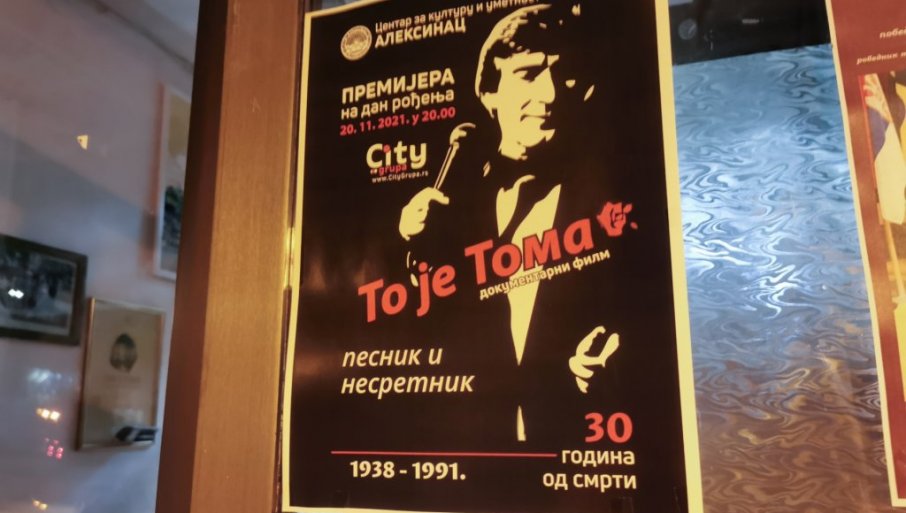 Центар за културу и уметност
АЛЕКСИНАЦ
ПРЕМИЈЕРА
на дан рођења
20. 11. 2021. у 20.00
City
grupa
www.CityGrupa.rs
То је Тома
документарни филм
песник и
несретник
30
година
од смрти
1938 - 1991.